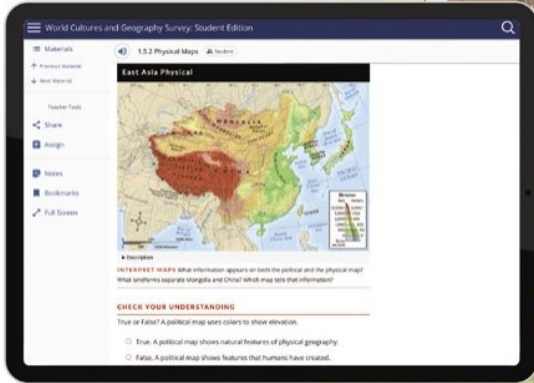 World Cultures and Geography Survey: Student Edition
Materials
1.5.2 Physical Maps
Student
Previous Material
Next Material
Teacher Tools
Share
Assign
Notes
Bookmarks
Full Screen
East Asia Physical
MONGOLIA
CHINA
JAPAN
TAIWAN
PACIFIC
OCEAN
Description
INTERPRET MAPS What information appears on both the political and the physical map?
What landforms separate Mongolia and China? Which map tells that information?
CHECK YOUR UNDERSTANDING
True or False? A political map uses colors to show elevation.
True. A political map shows natural features of physical geography.
False. A political map shows features that humans have created.